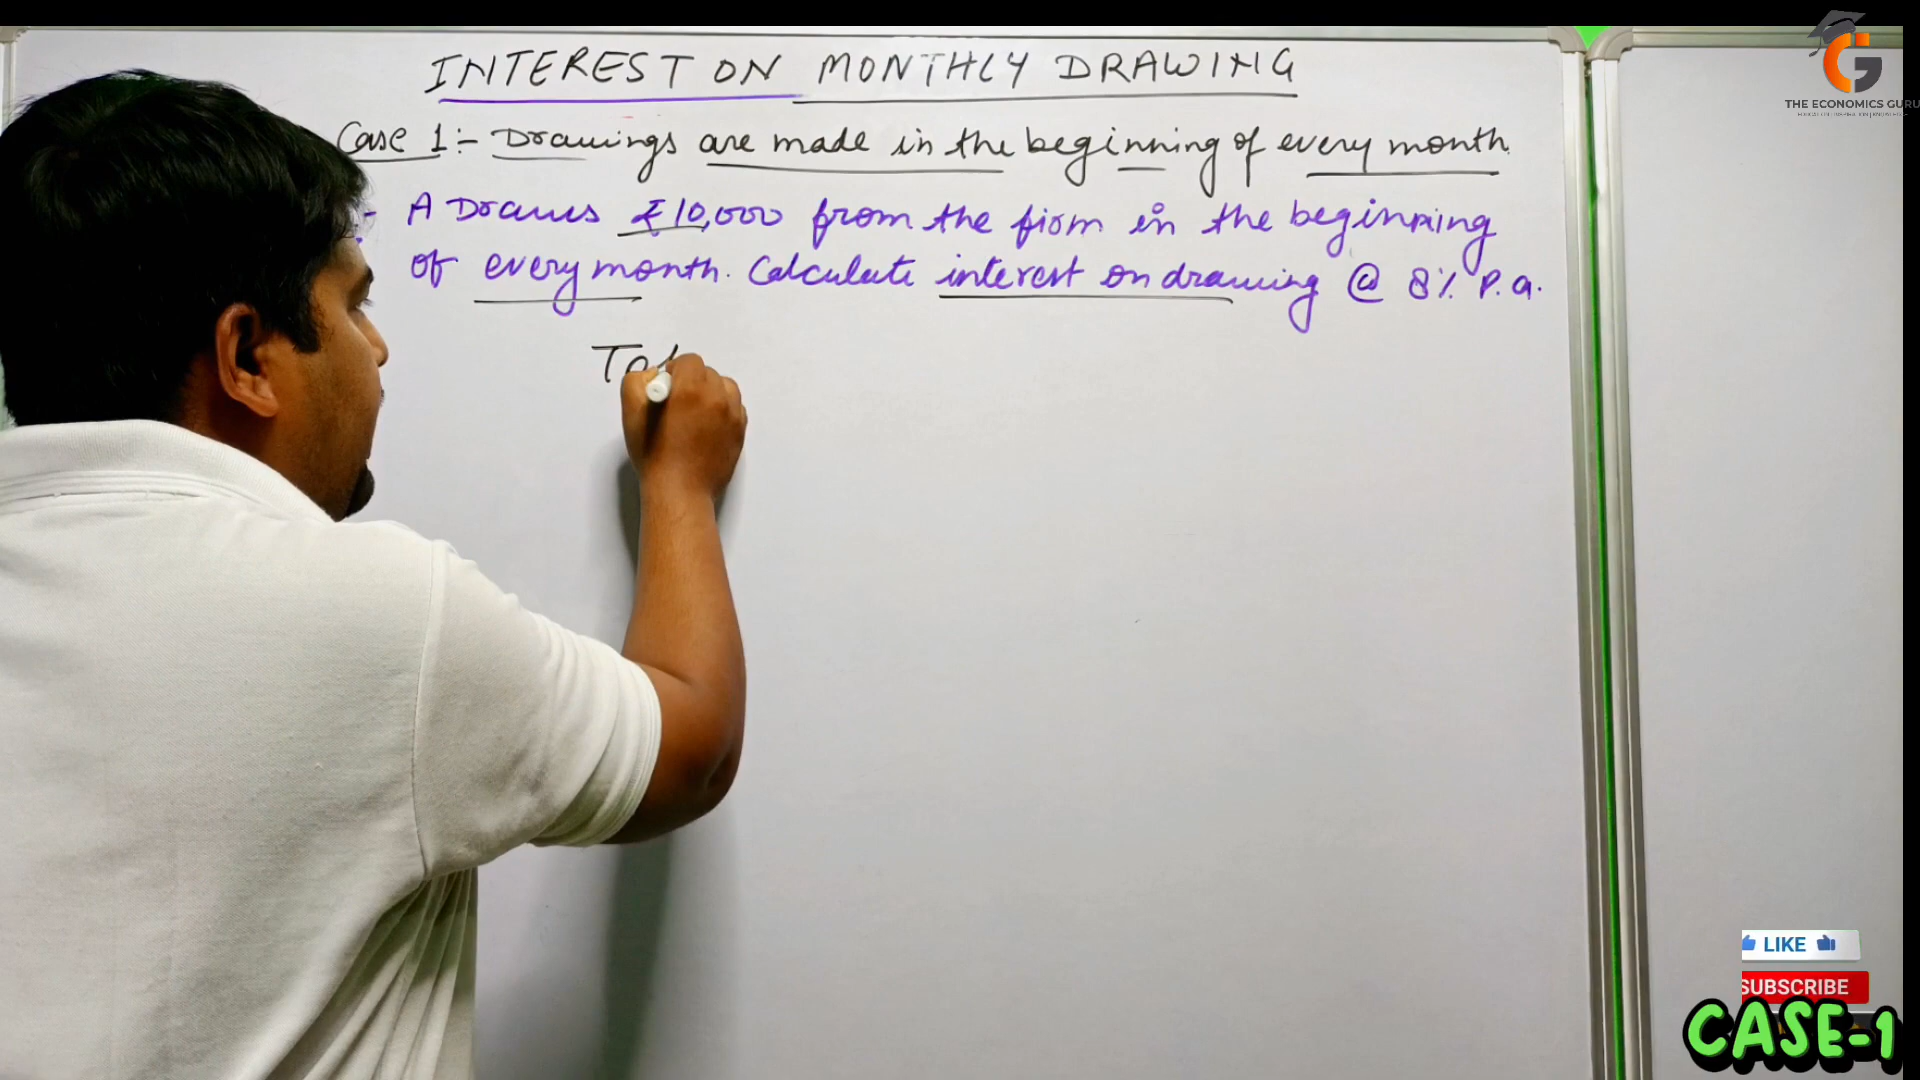 INTEREST ON MONTHLY DRAWING
THE ECONOMICS GURU
Case 1:- Drawings are made in the beginning of every month.
:- A Draws ₹10,000 from the firm in the beginning
of every month. Calculate interest on drawing @ 8% P.a.
Tot
LIKE
SUBSCRIBE
CASE-1